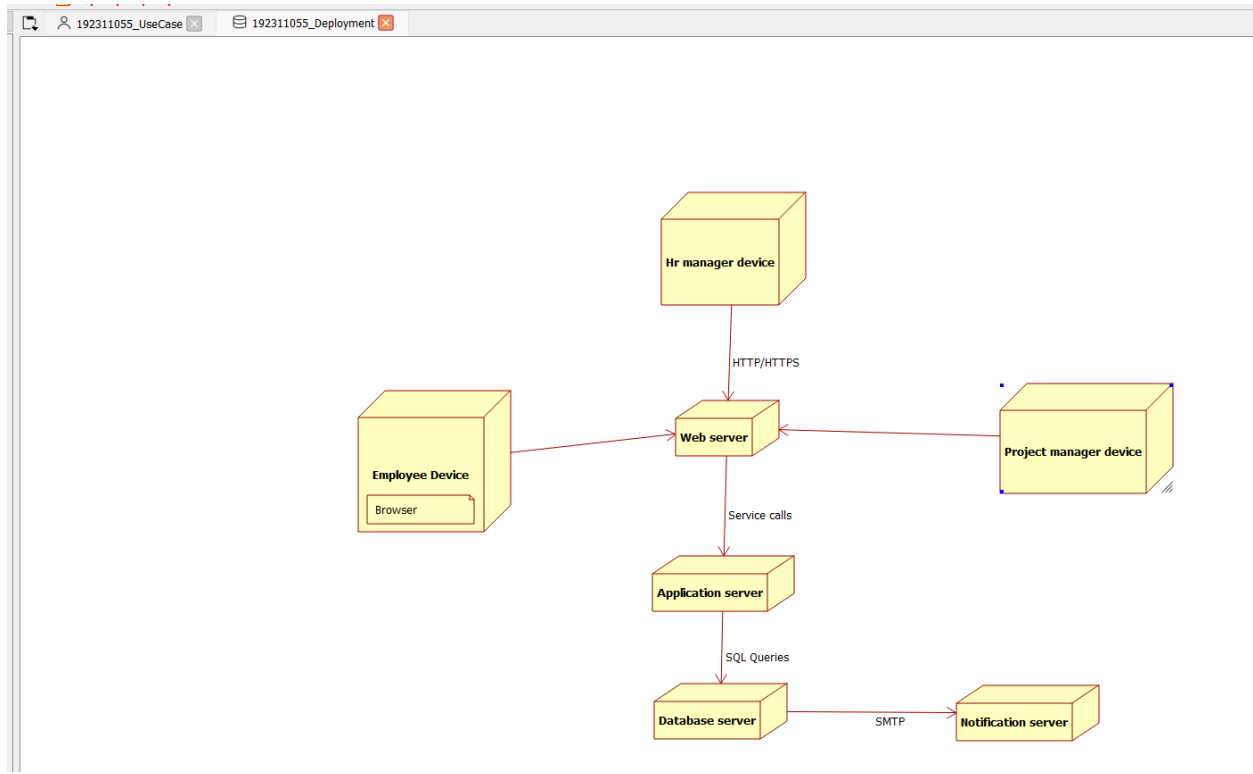 192311055_UseCase
192311055_Deployment
Hr manager device
HTTP/HTTPS
Web server
Project manager device
Employee Device
Browser
Service calls
Application server
SQL Queries
Database server
SMTP
Notification server